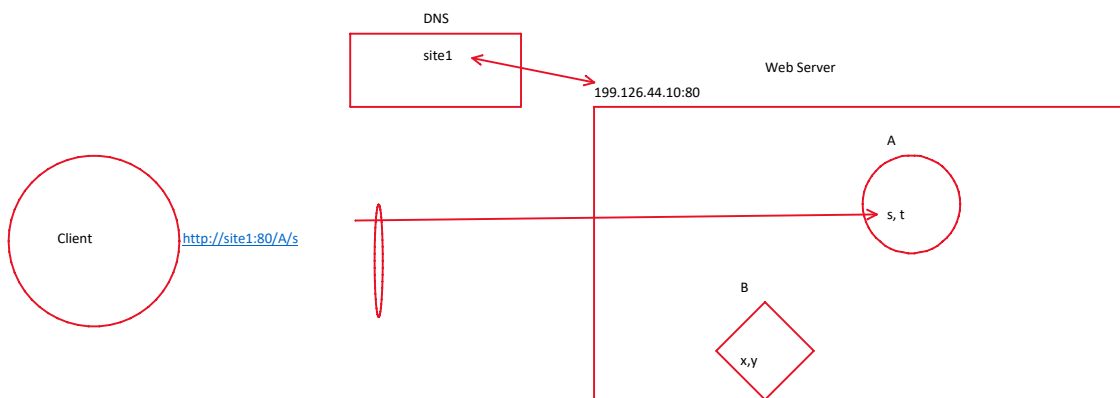 DNS
site1
Web Server
199.126.44.10:80
A
Client
http://site1:80/A/s
s, t
B
x,y